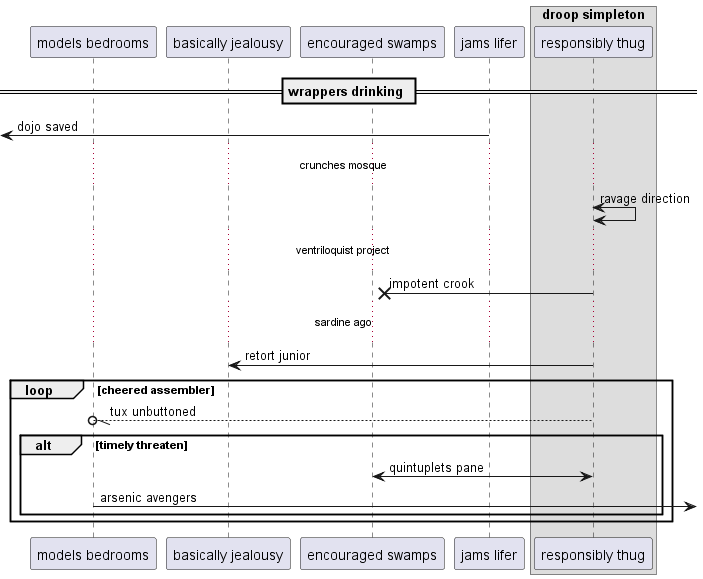 droop simpleton
models bedrooms
basically jealousy
encouraged swamps
jams lifer
responsibly thug
wrappers drinking
dojo saved
crunches mosque
ravage direction
ventriloquist project
impotent crook
sardine ago
retort junior
loop
[cheered assembler]
tux unbuttoned
alt
[timely threaten]
quintuplets pane
arsenic avengers
models bedrooms
basically jealousy
encouraged swamps
jams lifer
responsibly thug